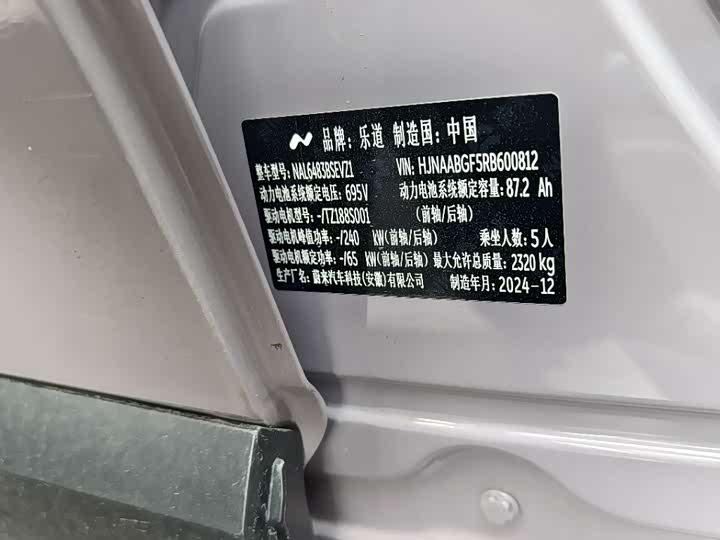 品牌：乐道 制造国：中国
整车型号：NAL6483BSEVZ1 VIN：HJNAABGF5RB600812
动力电池系统额定电压：695V 动力电池系统额定容量：87.2 Ah
驱动电机型号：-/TZ188S001 （前轴/后轴）
驱动电机峰值功率：-/240 kW（前轴/后轴） 乘坐人数：5人
驱动电机额定功率：-/65 kW（前轴/后轴） 最大允许总质量：2320 kg
生产厂名：蔚来汽车科技（安徽）有限公司 制造年月：2024-12